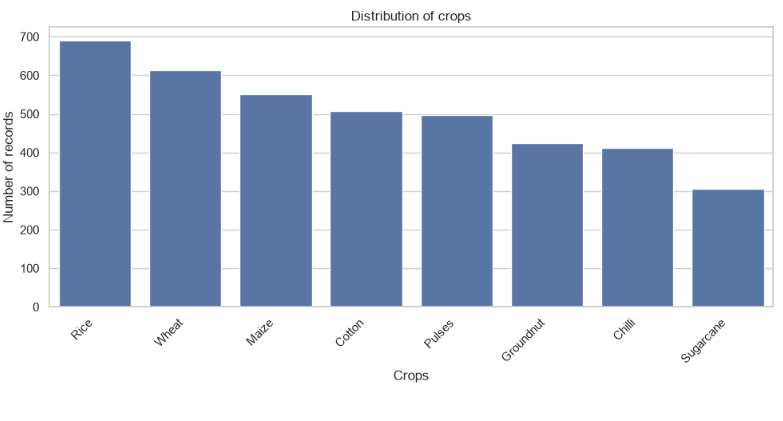 Distribution of crops
Number of records
700
600
500
400
300
200
100
0
Rice
Wheat
Maize
Cotton
Pulses
Groundnut
Chilli
Sugarcane
Crops